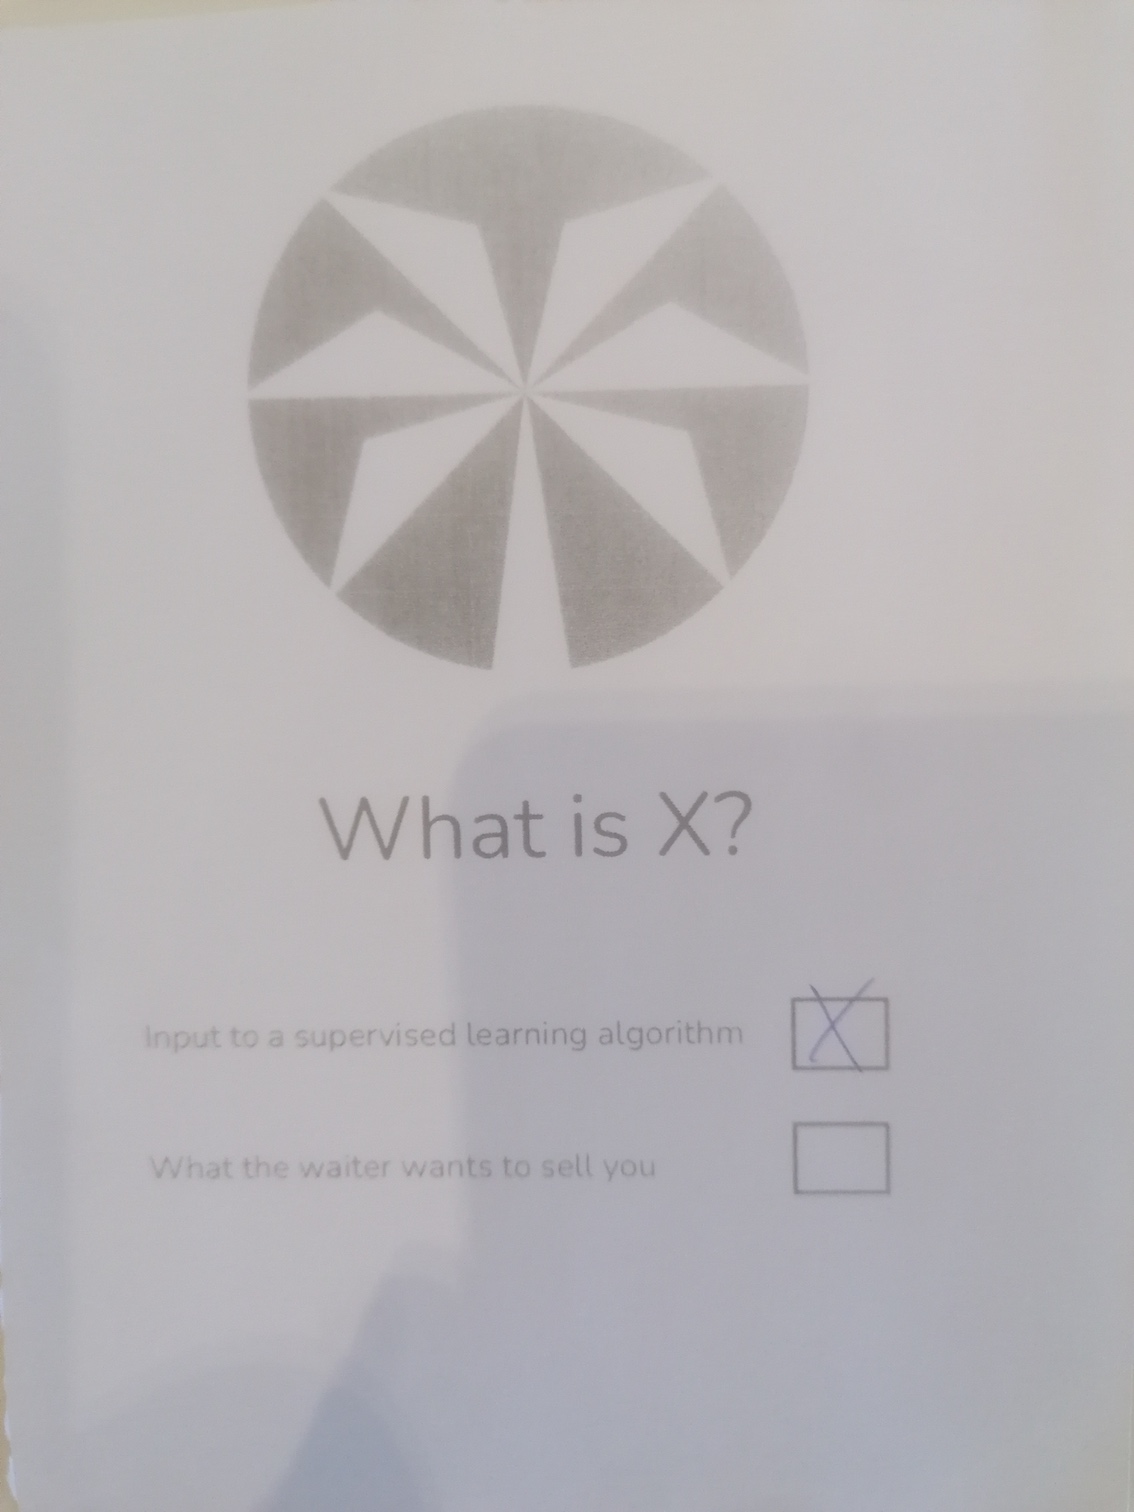 What is X?
Input to a supervised learning algorithm X
What the waiter wants to sell you